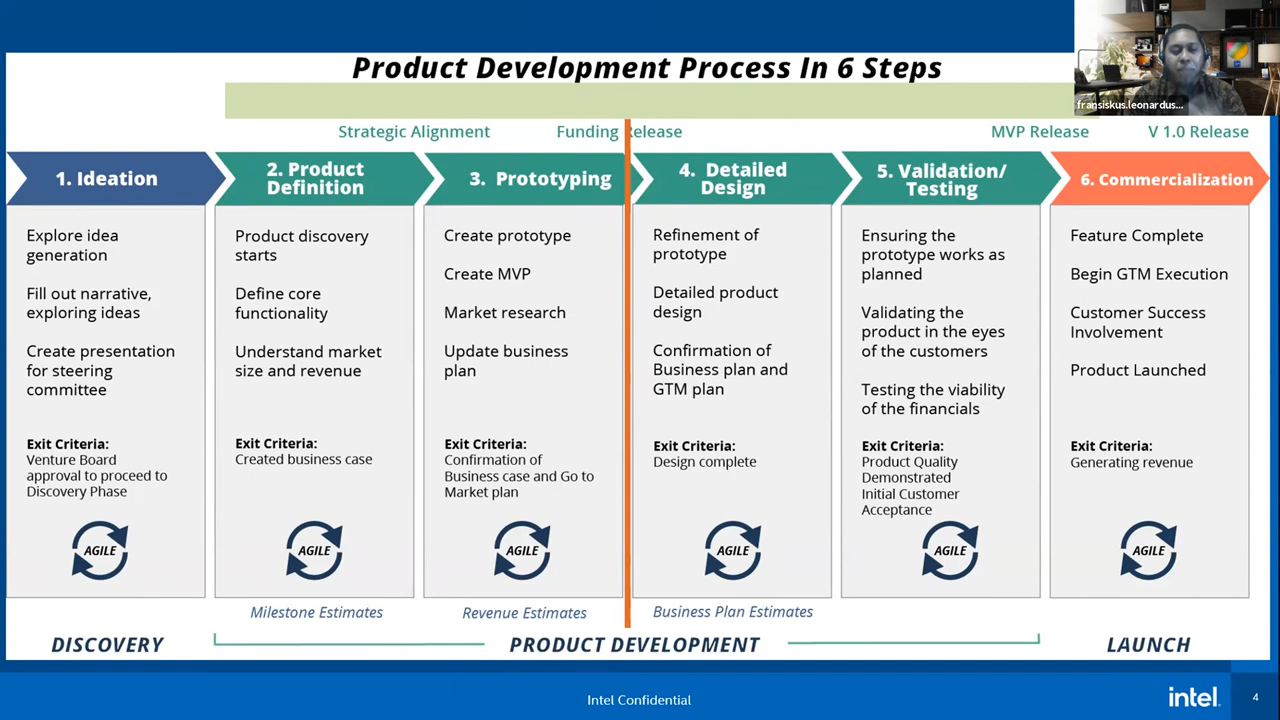 Product Development Process In 6 Steps
fransiskus.leonardus...
Strategic Alignment
Funding Release
MVP Release
V 1.0 Release
1. Ideation
2. Product
Definition
3. Prototyping
4. Detailed
Design
5. Validation/
Testing
6. Commercialization
Explore idea
generation
Fill out narrative,
exploring ideas
Create presentation
for steering
committee
Exit Criteria:
Venture Board
approval to proceed to
Discovery Phase
AGILE
Product discovery
starts
Define core
functionality
Understand market
size and revenue
Exit Criteria:
Created business case
AGILE
Create prototype
Create MVP
Market research
Update business
plan
Exit Criteria:
Confirmation of
Business case and Go to
Market plan
AGILE
Refinement of
prototype
Detailed product
design
Confirmation of
Business plan and
GTM plan
Exit Criteria:
Design complete
AGILE
Ensuring the
prototype works as
planned
Validating the
product in the eyes
of the customers
Testing the viability
of the financials
Exit Criteria:
Product Quality
Demonstrated
Initial Customer
Acceptance
AGILE
Feature Complete
Begin GTM Execution
Customer Success
Involvement
Product Launched
Exit Criteria:
Generating revenue
AGILE
Milestone Estimates
Revenue Estimates
Business Plan Estimates
DISCOVERY
PRODUCT DEVELOPMENT
LAUNCH
Intel Confidential
intel.
4